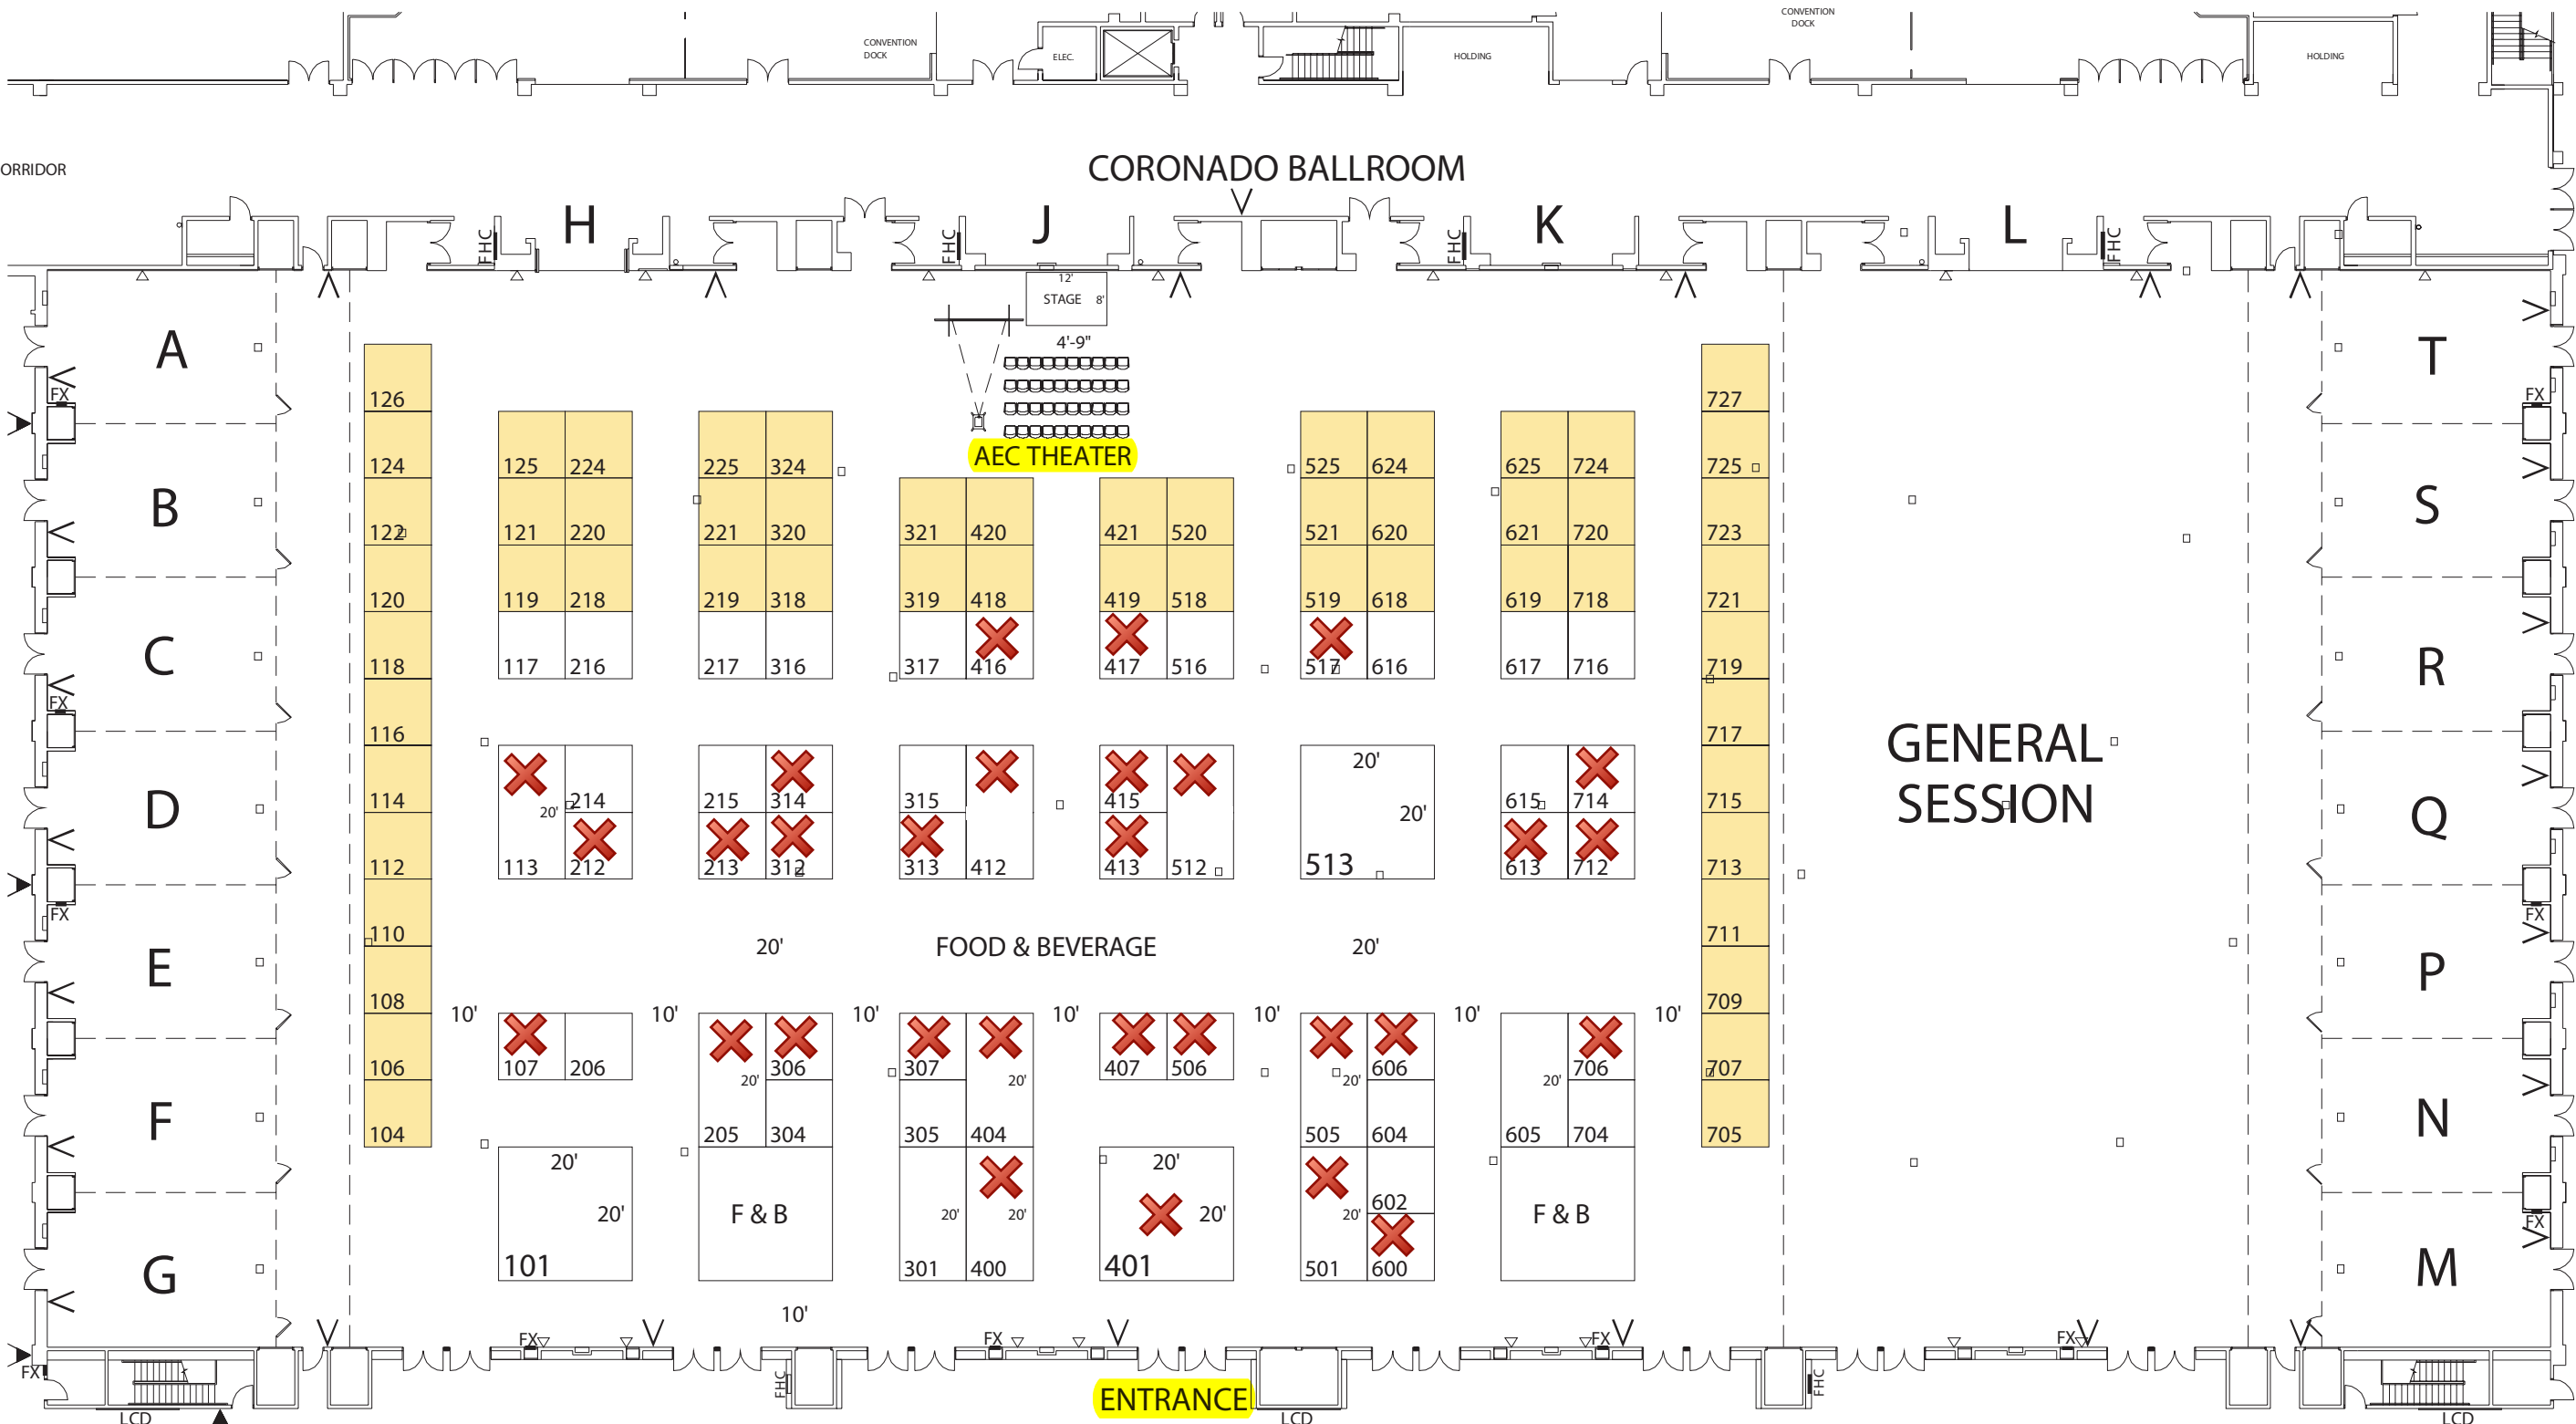 CONVENTION
DOCK
ELEC.
HOLDING
CONVENTION
DOCK
HOLDING
ORRIDOR
CORONADO BALLROOM
H
J
K
L
FHC
FHC
FHC
FHC
12'
STAGE 8'
4'-9"
AEC THEATER
A
B
C
D
E
F
G
T
S
R
Q
P
N
M
FX
FX
FX
FX
FX
FX
FX
126
124
122
120
118
116
114
112
110
108
106
104
125 224
121 220
119 218
117 216
225 324
221 320
219 318
217 316
321 420
319 418
317 416
421 520
419 518
417 516
525 624
521 620
519 618
517 616
625 724
621 720
619 718
617 716
727
725
723
721
719
717
715
713
711
709
707
705
GENERAL
SESSION
214
20'
113 212
215 314
213 312
315
313 412
415
413 512
20'
20'
513
615 714
613 712
20'
FOOD & BEVERAGE
20'
10'
10'
10'
10'
10'
10'
10'
107 206
306
20'
205 304
307
20'
305 404
407 506
606
20'
505 604
706
20'
605 704
20'
20'
101
F & B
20'
20'
301 400
20'
20'
401
602
20'
501 600
F & B
10'
FX
FX
FX
FX
FHC
FHC
ENTRANCE
LCD
LCD
LCD